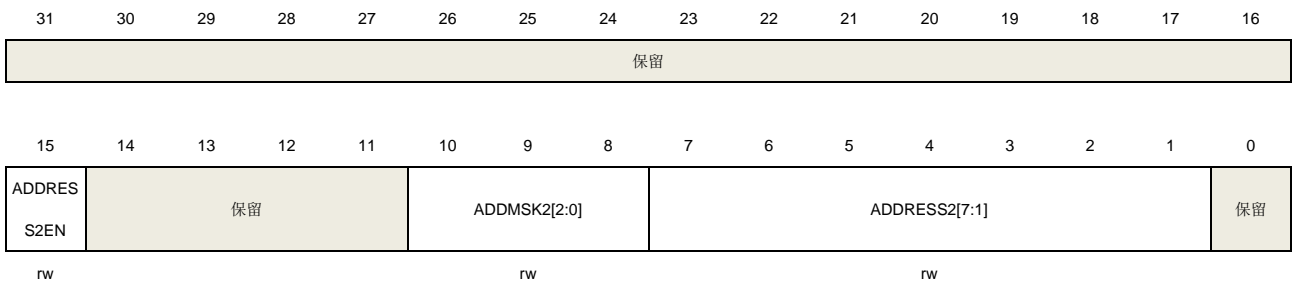 31 30 29 28 27 26 25 24 23 22 21 20 19 18 17 16
保留
15 14 13 12 11 10 9 8 7 6 5 4 3 2 1 0
ADDRES
S2EN
保留 ADDMSK2[2:0] ADDRESS2[7:1] 保留
rw rw rw